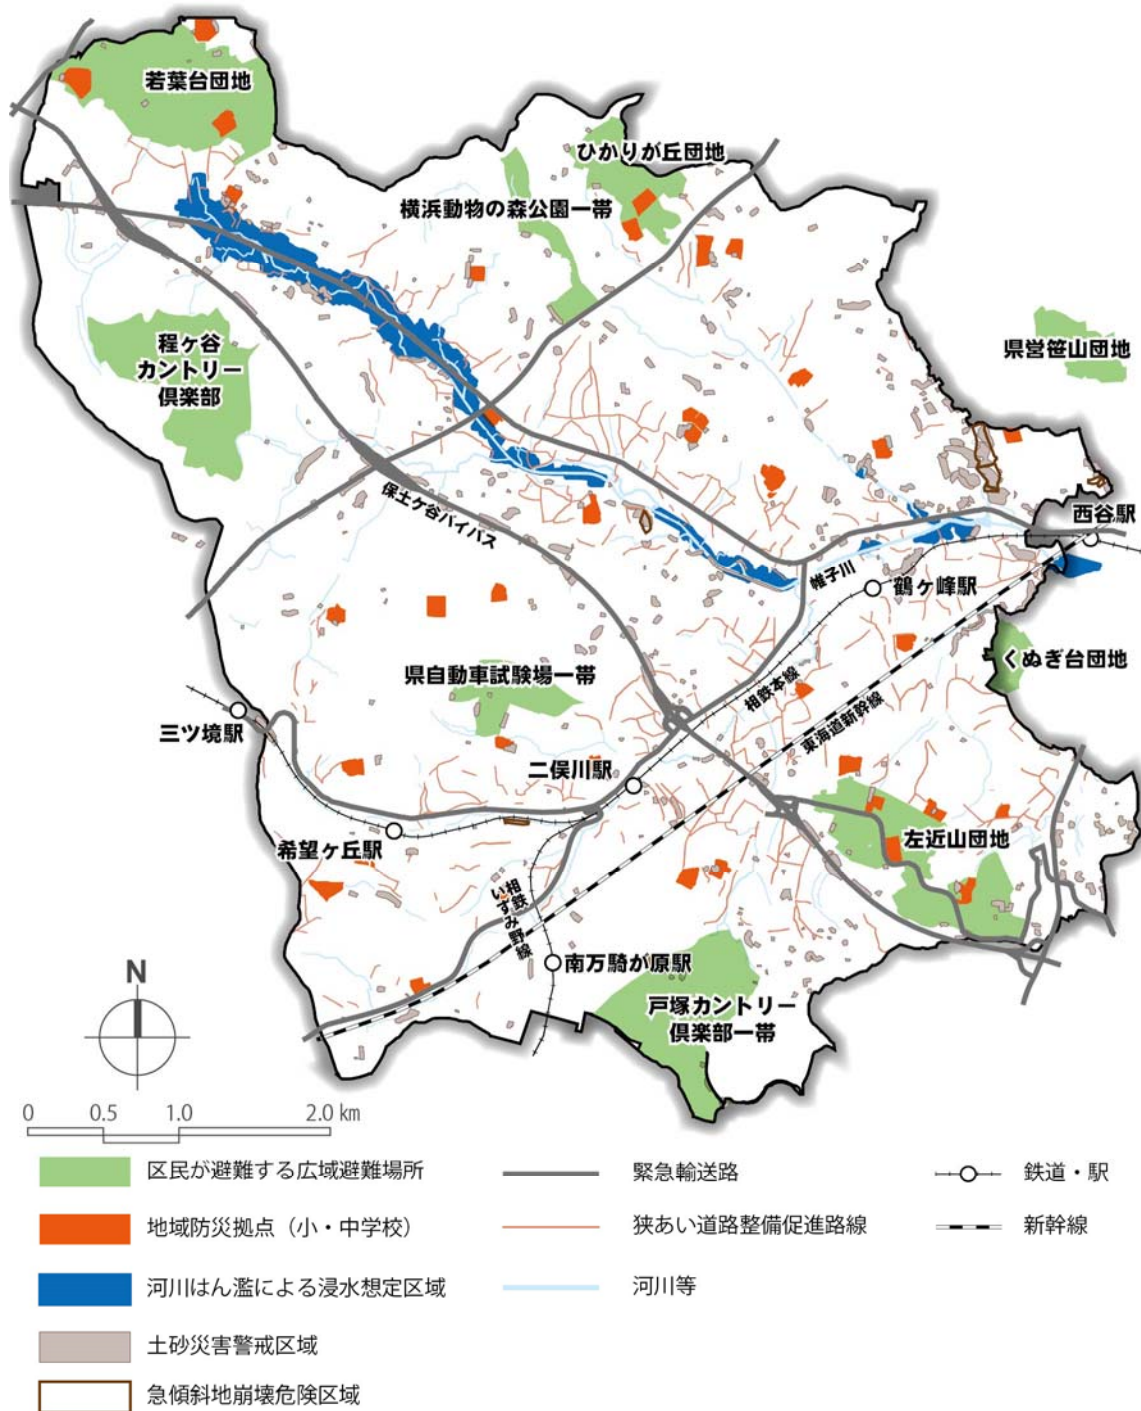 若葉台団地
ひかりが丘団地
横浜動物の森公園一帯
程ヶ谷
カントリー
倶楽部
県営笹山団地
保土ケ谷バイパス
西谷駅
帷子川
鶴ヶ峰駅
くぬぎ台団地
県自動車試験場一帯
相鉄本線
東海道新幹線
三ツ境駅
二俣川駅
希望ヶ丘駅
左近山団地
相鉄
いずみ野線
南万騎が原駅
戸塚カントリー
倶楽部一帯
N
0 0.5 1.0 2.0 km
区民が避難する広域避難場所
緊急輸送路
鉄道・駅
地域防災拠点（小・中学校）
狭あい道路整備促進路線
新幹線
河川はん濫による浸水想定区域
河川等
土砂災害警戒区域
急傾斜地崩壊危険区域